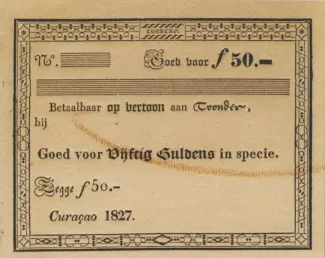 CURAÇAO.
N°. Goed voor ƒ 50.—
Betaalbaar op vertoon aan Toonder,
bij
Goed voor Vijftig Guldens in specie.
Zegge ƒ 50.—
Curaçao 1827.